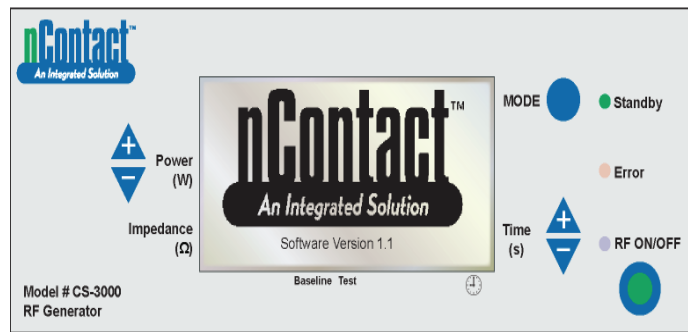 nContact™
An Integrated Solution
nContact™
An Integrated Solution
Software Version 1.1
+
−
Power
(W)
Impedance
(Ω)
MODE
Standby
Error
Time
(s)
+
−
RF ON/OFF
Baseline Test
Model # CS-3000
RF Generator